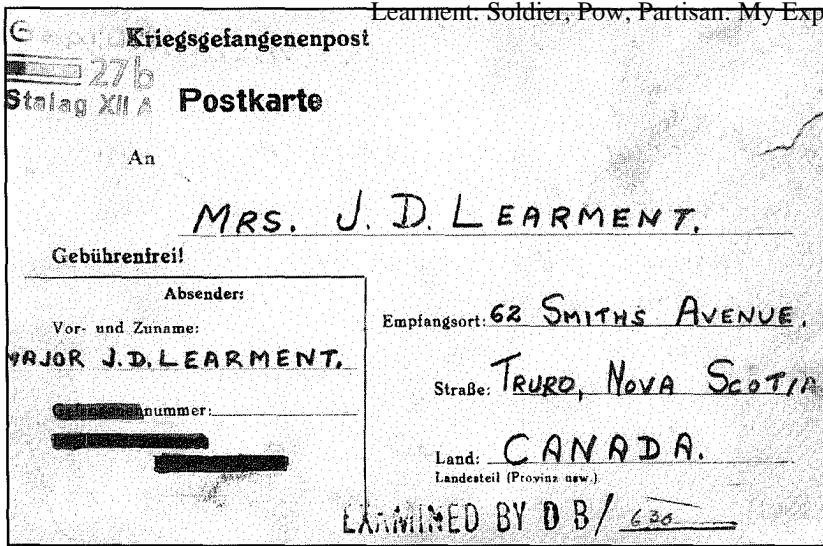 Learment: Soldier, Pow, Partisan: My Exp
Kriegsgefangenenpost
27b
Stalag XII A
Postkarte
An
MRS. J. D. LEARMENT.
Gebührenfrei!
Absender:
Vor- und Zuname:
MAJOR J.D. LEARMENT.
nummer:
Empfangsort: 62 SMITHS AVENUE.
Straße: TRURO, NOVA SCOTIA
Land: CANADA.
Landesteil (Provinz usw.)
EXAMINED BY D B/ 630